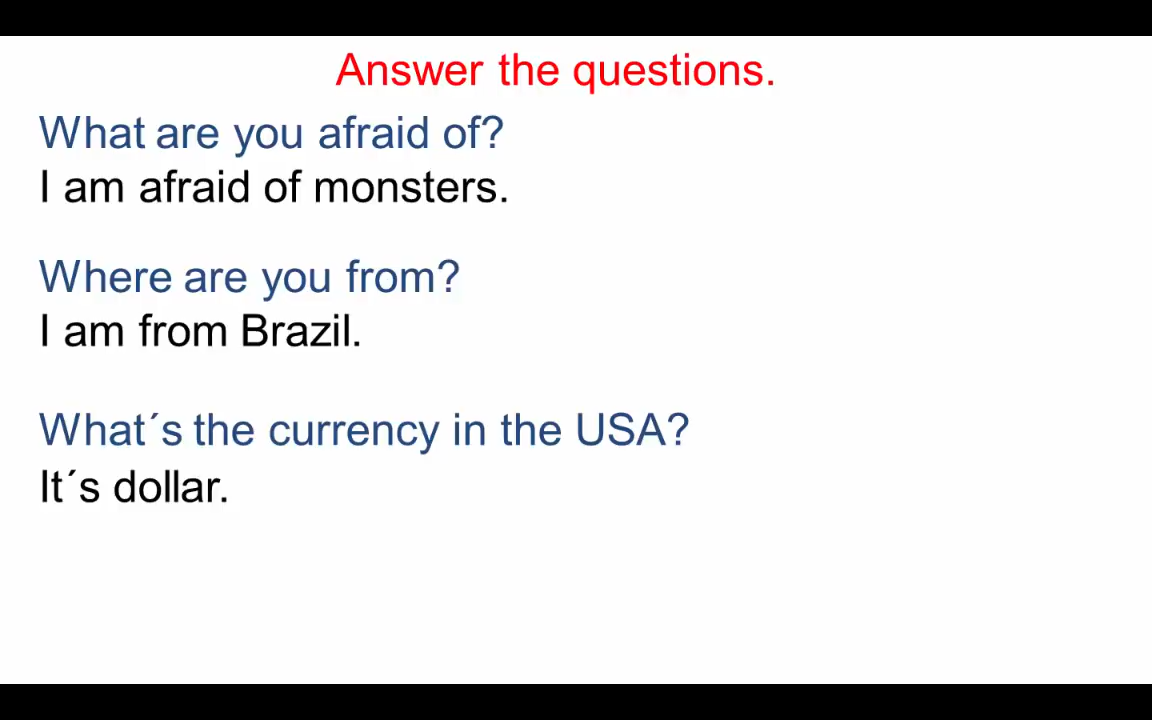 Answer the questions.
What are you afraid of?
I am afraid of monsters.
Where are you from?
I am from Brazil.
What´s the currency in the USA?
It´s dollar.